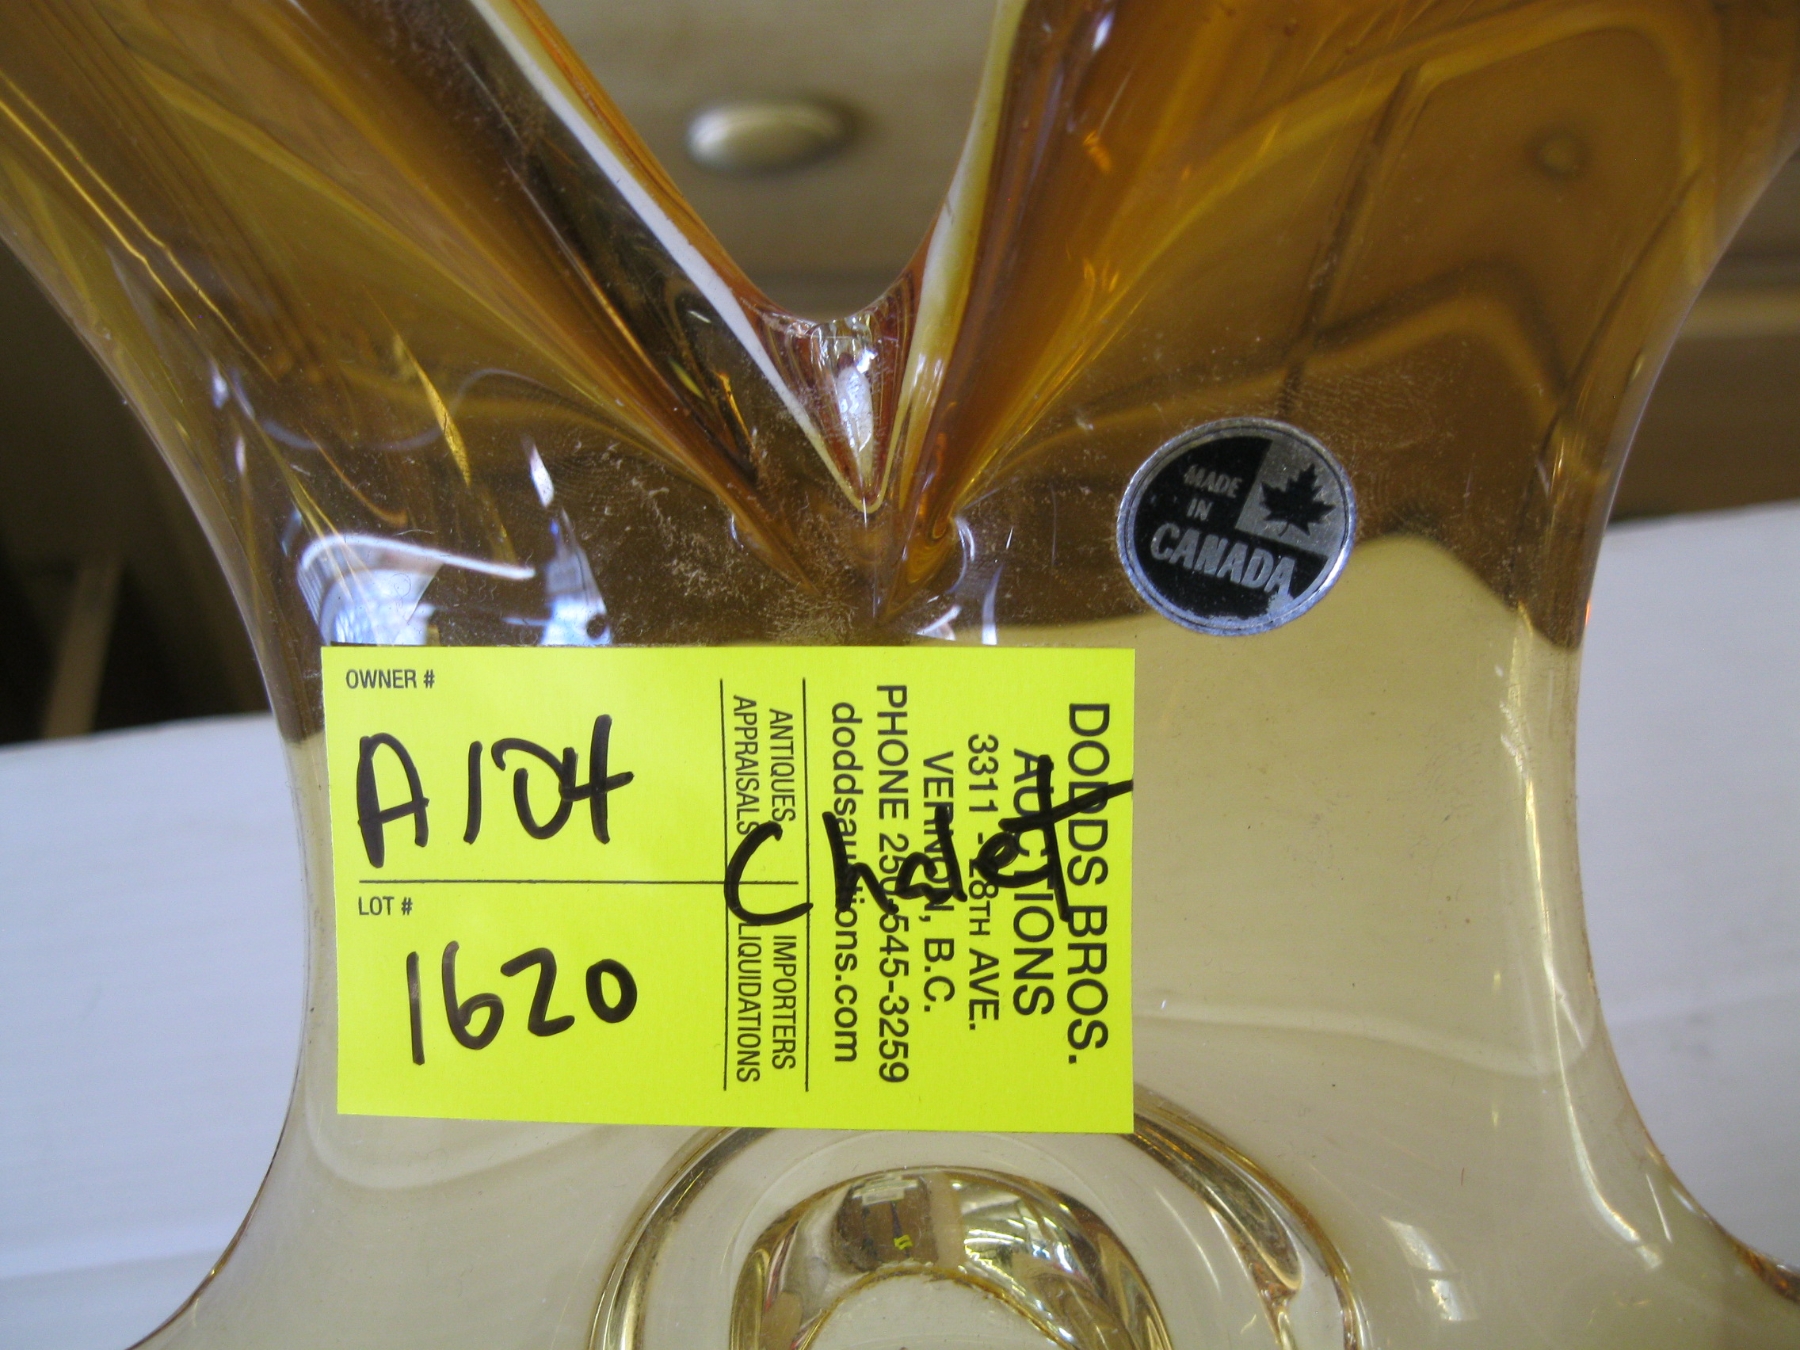 OWNER #
A104
LOT #
1620
DODDS BROS.
AUCTIONS
3311 - 28TH AVE.
VERNON, B.C.
PHONE 250-545-3259
doddsauctions.com
ANTIQUES IMPORTERS
APPRAISALS LIQUIDATIONS
MADE
IN
CANADA